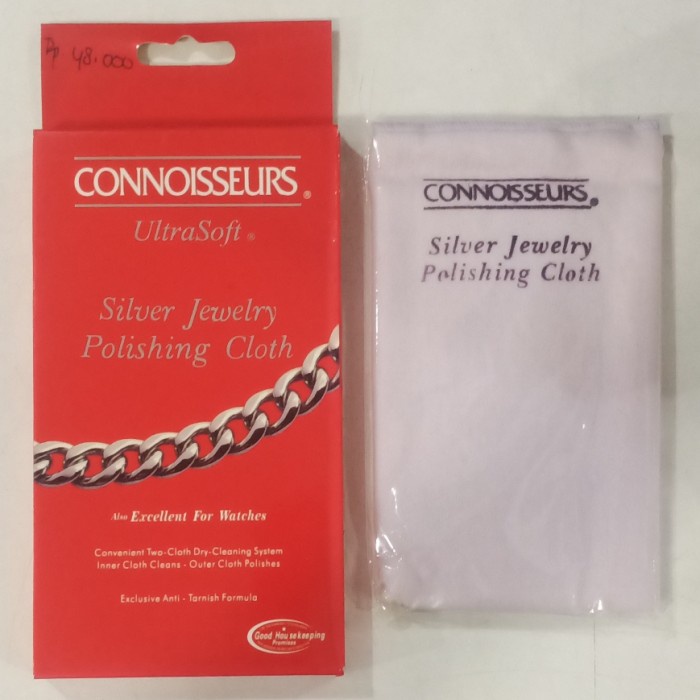 Rp 48.000
CONNOISSEURS®
UltraSoft®
Silver Jewelry
Polishing Cloth
Also Excellent For Watches
Convenient Two-Cloth Dry-Cleaning System
Inner Cloth Cleans - Outer Cloth Polishes
Exclusive Anti - Tarnish Formula
Good Housekeeping
Promises
CONNOISSEURS®
Silver Jewelry
Polishing Cloth